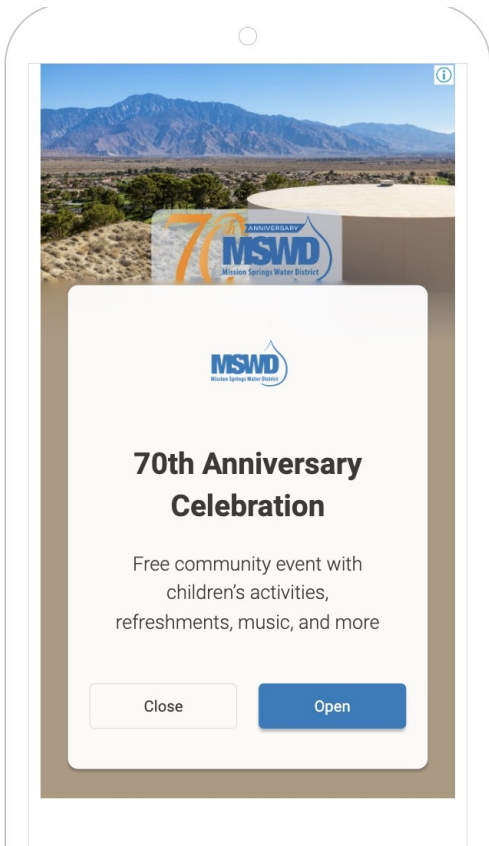 70
TH ANNIVERSARY
MSWD
Mission Springs Water District
MSWD
Mission Springs Water District
70th Anniversary
Celebration
Free community event with
children's activities,
refreshments, music, and more
Close
Open